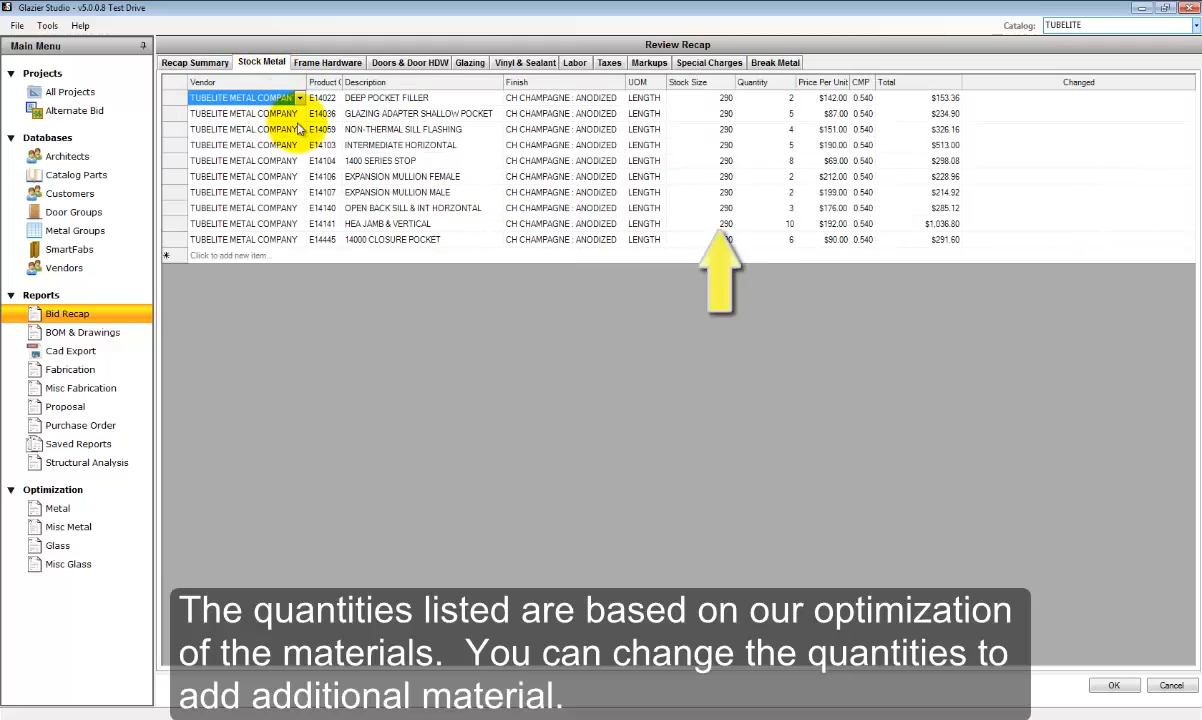 Glazier Studio - v5.0.0.8 Test Drive
File Tools Help
Catalog: TUBELITE
Main Menu
Review Recap
Recap Summary Stock Metal Frame Hardware Doors & Door HDW Glazing Vinyl & Sealant Labor Taxes Markups Special Charges Break Metal
Projects
All Projects
Alternate Bid
Databases
Architects
Catalog Parts
Customers
Door Groups
Metal Groups
SmartFabs
Vendors
Reports
Bid Recap
BOM & Drawings
Cad Export
Fabrication
Misc Fabrication
Proposal
Purchase Order
Saved Reports
Structural Analysis
Optimization
Metal
Misc Metal
Glass
Misc Glass
Vendor Product Description Finish UOM Stock Size Quantity Price Per Unit CMP Total Changed
TUBELITE METAL COMPANY E14022 DEEP POCKET FILLER CH CHAMPAGNE : ANODIZED LENGTH 290 2 $142.00 0.540 $153.36
TUBELITE METAL COMPANY E14036 GLAZING ADAPTER SHALLOW POCKET CH CHAMPAGNE : ANODIZED LENGTH 290 5 $87.00 0.540 $234.90
TUBELITE METAL COMPANY E14059 NON-THERMAL SILL FLASHING CH CHAMPAGNE : ANODIZED LENGTH 290 4 $151.00 0.540 $326.16
TUBELITE METAL COMPANY E14103 INTERMEDIATE HORIZONTAL CH CHAMPAGNE : ANODIZED LENGTH 290 5 $190.00 0.540 $513.00
TUBELITE METAL COMPANY E14104 1400 SERIES STOP CH CHAMPAGNE : ANODIZED LENGTH 290 8 $69.00 0.540 $298.08
TUBELITE METAL COMPANY E14106 EXPANSION MULLION FEMALE CH CHAMPAGNE : ANODIZED LENGTH 290 2 $212.00 0.540 $228.96
TUBELITE METAL COMPANY E14107 EXPANSION MULLION MALE CH CHAMPAGNE : ANODIZED LENGTH 290 2 $199.00 0.540 $214.92
TUBELITE METAL COMPANY E14140 OPEN BACK SILL & INT HORZONTAL CH CHAMPAGNE : ANODIZED LENGTH 290 3 $176.00 0.540 $285.12
TUBELITE METAL COMPANY E14141 HEA JAMB & VERTICAL CH CHAMPAGNE : ANODIZED LENGTH 290 10 $192.00 0.540 $1,036.80
TUBELITE METAL COMPANY E14445 14000 CLOSURE POCKET CH CHAMPAGNE : ANODIZED LENGTH 6 $90.00 0.540 $291.60
Click to add new item...
The quantities listed are based on our optimization
of the materials. You can change the quantities to
add additional material.
OK Cancel